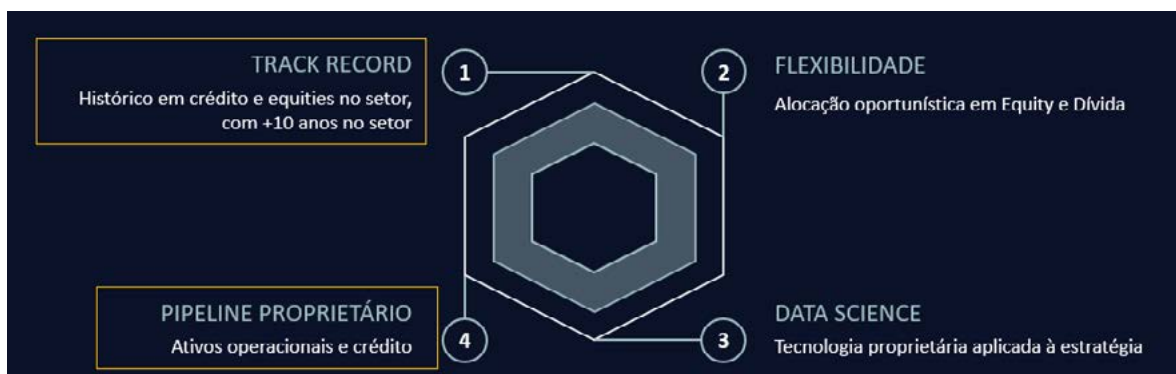 TRACK RECORD
Histórico em crédito e equities no setor,
com +10 anos no setor
1
2
FLEXIBILIDADE
Alocação oportunística em Equity e Dívida
PIPELINE PROPRIETÁRIO
Ativos operacionais e crédito
4
3
DATA SCIENCE
Tecnologia proprietária aplicada à estratégia